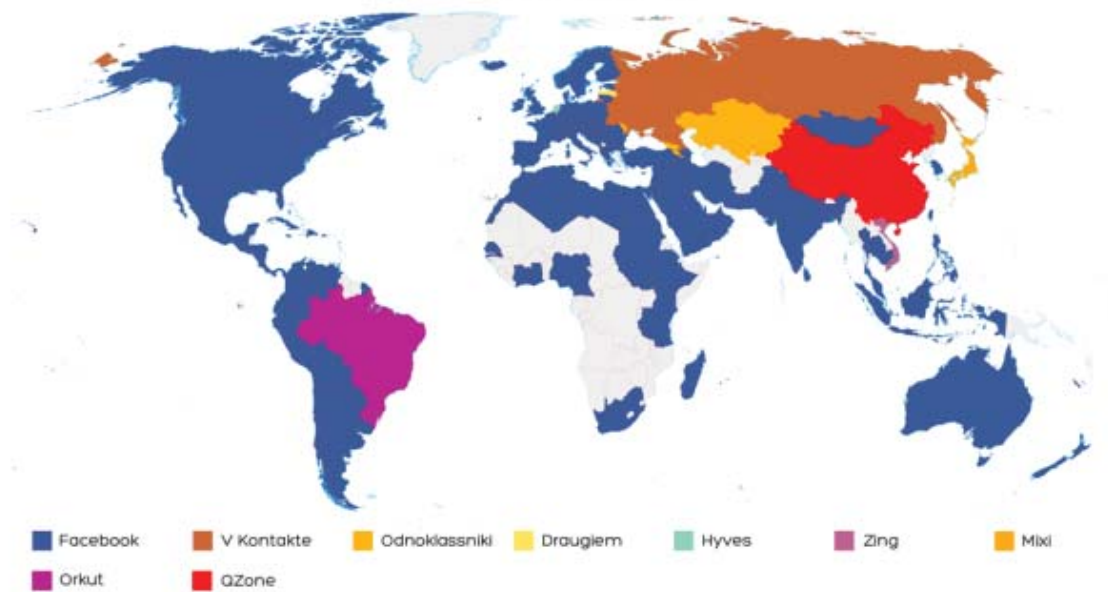 Facebook V Kontakte Odnoklassniki Draugiem Hyves Zing Mixi
Orkut QZone